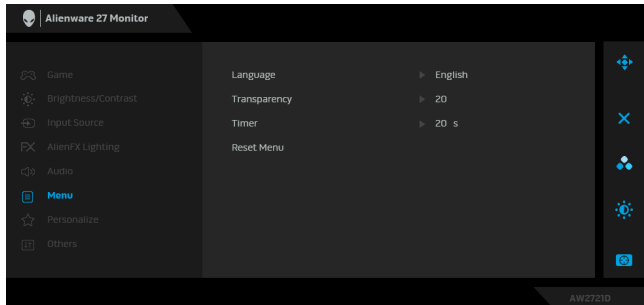 Alienware 27 Monitor
Game
Brightness/Contrast
Input Source
AlienFX Lighting
Audio
Menu
Personalize
Others
Language English
Transparency 20
Timer 20 s
Reset Menu
AW2721D